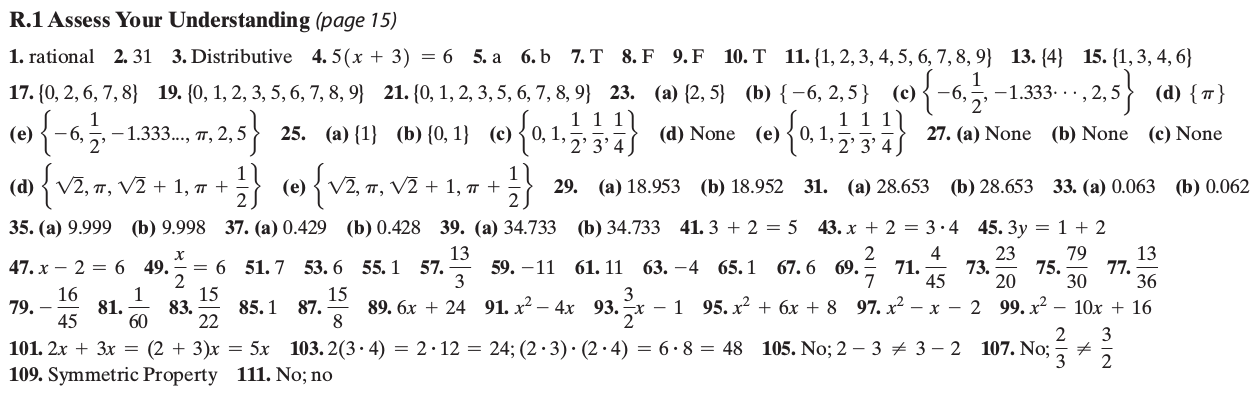 R.1 Assess Your Understanding (page 15)
1. rational 2. 31 3. Distributive 4. 5(x + 3) = 6 5. a 6. b 7. T 8. F 9. F 10. T 11. {1, 2, 3, 4, 5, 6, 7, 8, 9} 13. {4} 15. {1, 3, 4, 6}
17. {0, 2, 6, 7, 8} 19. {0, 1, 2, 3, 5, 6, 7, 8, 9} 21. {0, 1, 2, 3, 5, 6, 7, 8, 9} 23. (a) {2, 5} (b) {−6, 2, 5} (c) {−6, 1/2, −1.333⋯, 2, 5} (d) {π}
(e) {−6, 1/2, −1.333..., π, 2, 5} 25. (a) {1} (b) {0, 1} (c) {0, 1, 1/2, 1/3, 1/4} (d) None (e) {0, 1, 1/2, 1/3, 1/4} 27. (a) None (b) None (c) None
(d) {√2, π, √2 + 1, π + 1/2} (e) {√2, π, √2 + 1, π + 1/2} 29. (a) 18.953 (b) 18.952 31. (a) 28.653 (b) 28.653 33. (a) 0.063 (b) 0.062
35. (a) 9.999 (b) 9.998 37. (a) 0.429 (b) 0.428 39. (a) 34.733 (b) 34.733 41. 3 + 2 = 5 43. x + 2 = 3·4 45. 3y = 1 + 2
47. x − 2 = 6 49. x/2 = 6 51. 7 53. 6 55. 1 57. 13/3 59. −11 61. 11 63. −4 65. 1 67. 6 69. 2/7 71. 4/45 73. 23/20 75. 79/30 77. 13/36
79. −16/45 81. 1/60 83. 15/22 85. 1 87. 15/8 89. 6x + 24 91. x² − 4x 93. 3/2x − 1 95. x² + 6x + 8 97. x² − x − 2 99. x² − 10x + 16
101. 2x + 3x = (2 + 3)x = 5x 103. 2(3·4) = 2·12 = 24; (2·3)·(2·4) = 6·8 = 48 105. No; 2 − 3 ≠ 3 − 2 107. No; 2/3 ≠ 3/2
109. Symmetric Property 111. No; no